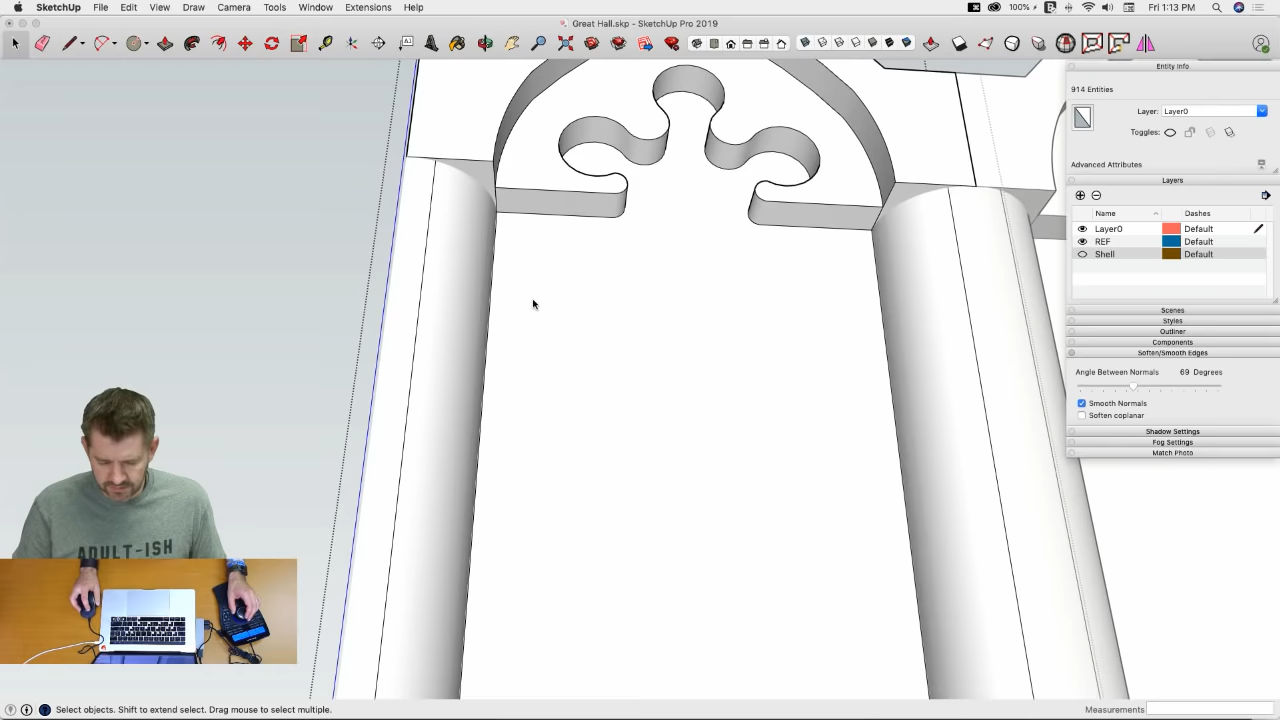 SketchUp File Edit View Draw Camera Tools Window Extensions Help
100% Fri 1:13 PM
Great Hall.skp - SketchUp Pro 2019
Entity Info
914 Entities
Layer: Layer0
Toggles:
Advanced Attributes
Layers
Name Dashes
Layer0 Default
REF Default
Shell Default
Scenes
Styles
Outliner
Components
Soften/Smooth Edges
Angle Between Normals 69 Degrees
Smooth Normals
Soften coplanar
Shadow Settings
Fog Settings
Match Photo
ADULT-ISH
Select objects. Shift to extend select. Drag mouse to select multiple.
Measurements